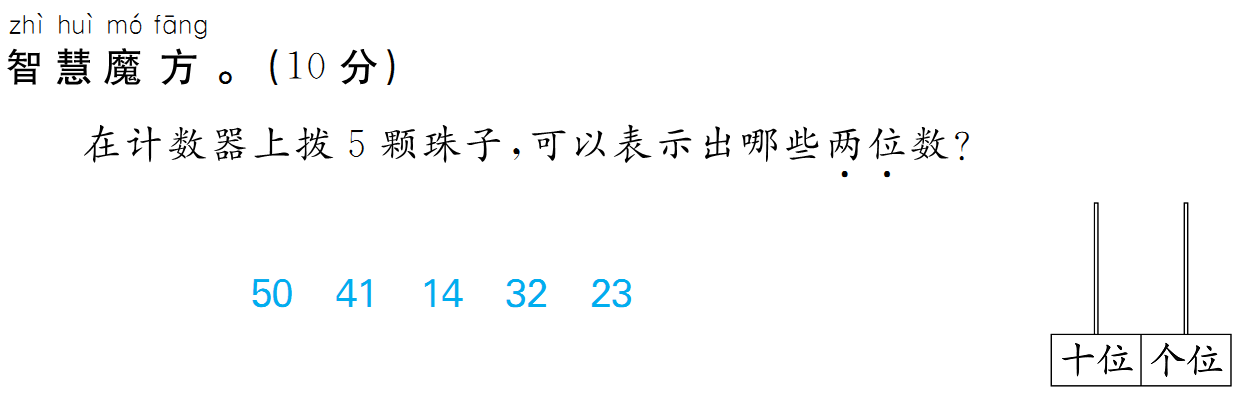 zhì huì mó fāng
智慧魔方。(10分)
在计数器上拨5颗珠子,可以表示出哪些两位数?
50 41 14 32 23
十位 个位